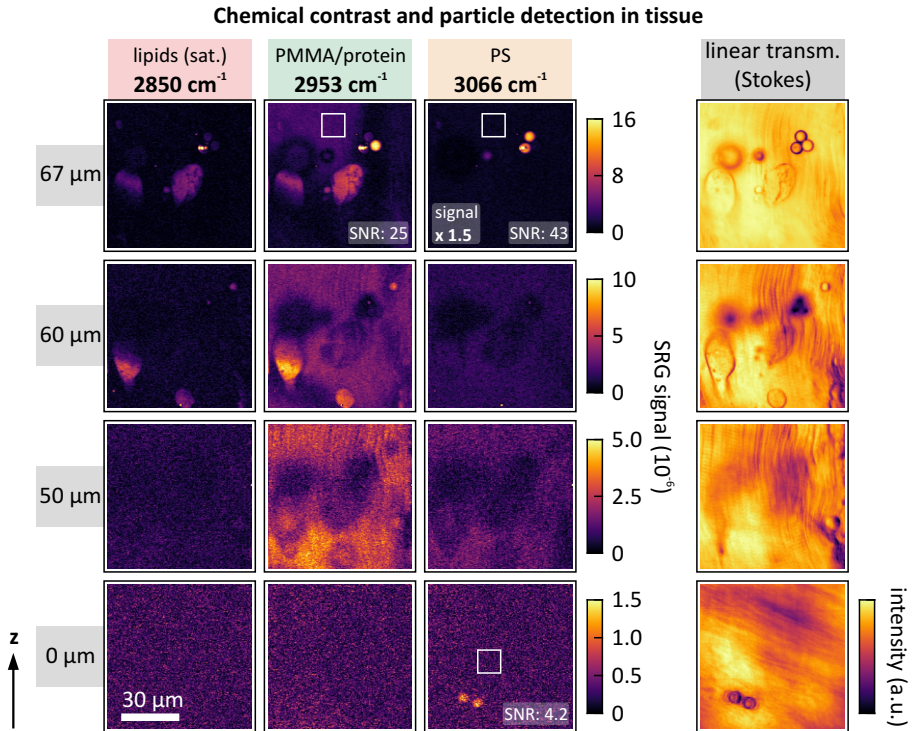 Chemical contrast and particle detection in tissue
lipids (sat.)
2850 cm⁻¹
PMMA/protein
2953 cm⁻¹
PS
3066 cm⁻¹
linear transm.
(Stokes)
67 µm
SNR: 25
signal
x 1.5
SNR: 43
16
8
0
60 µm
10
5
0
SRG signal (10⁻⁶)
50 µm
5.0
2.5
0
z
0 µm
30 µm
SNR: 4.2
1.5
1.0
0.5
0
intensity (a.u.)